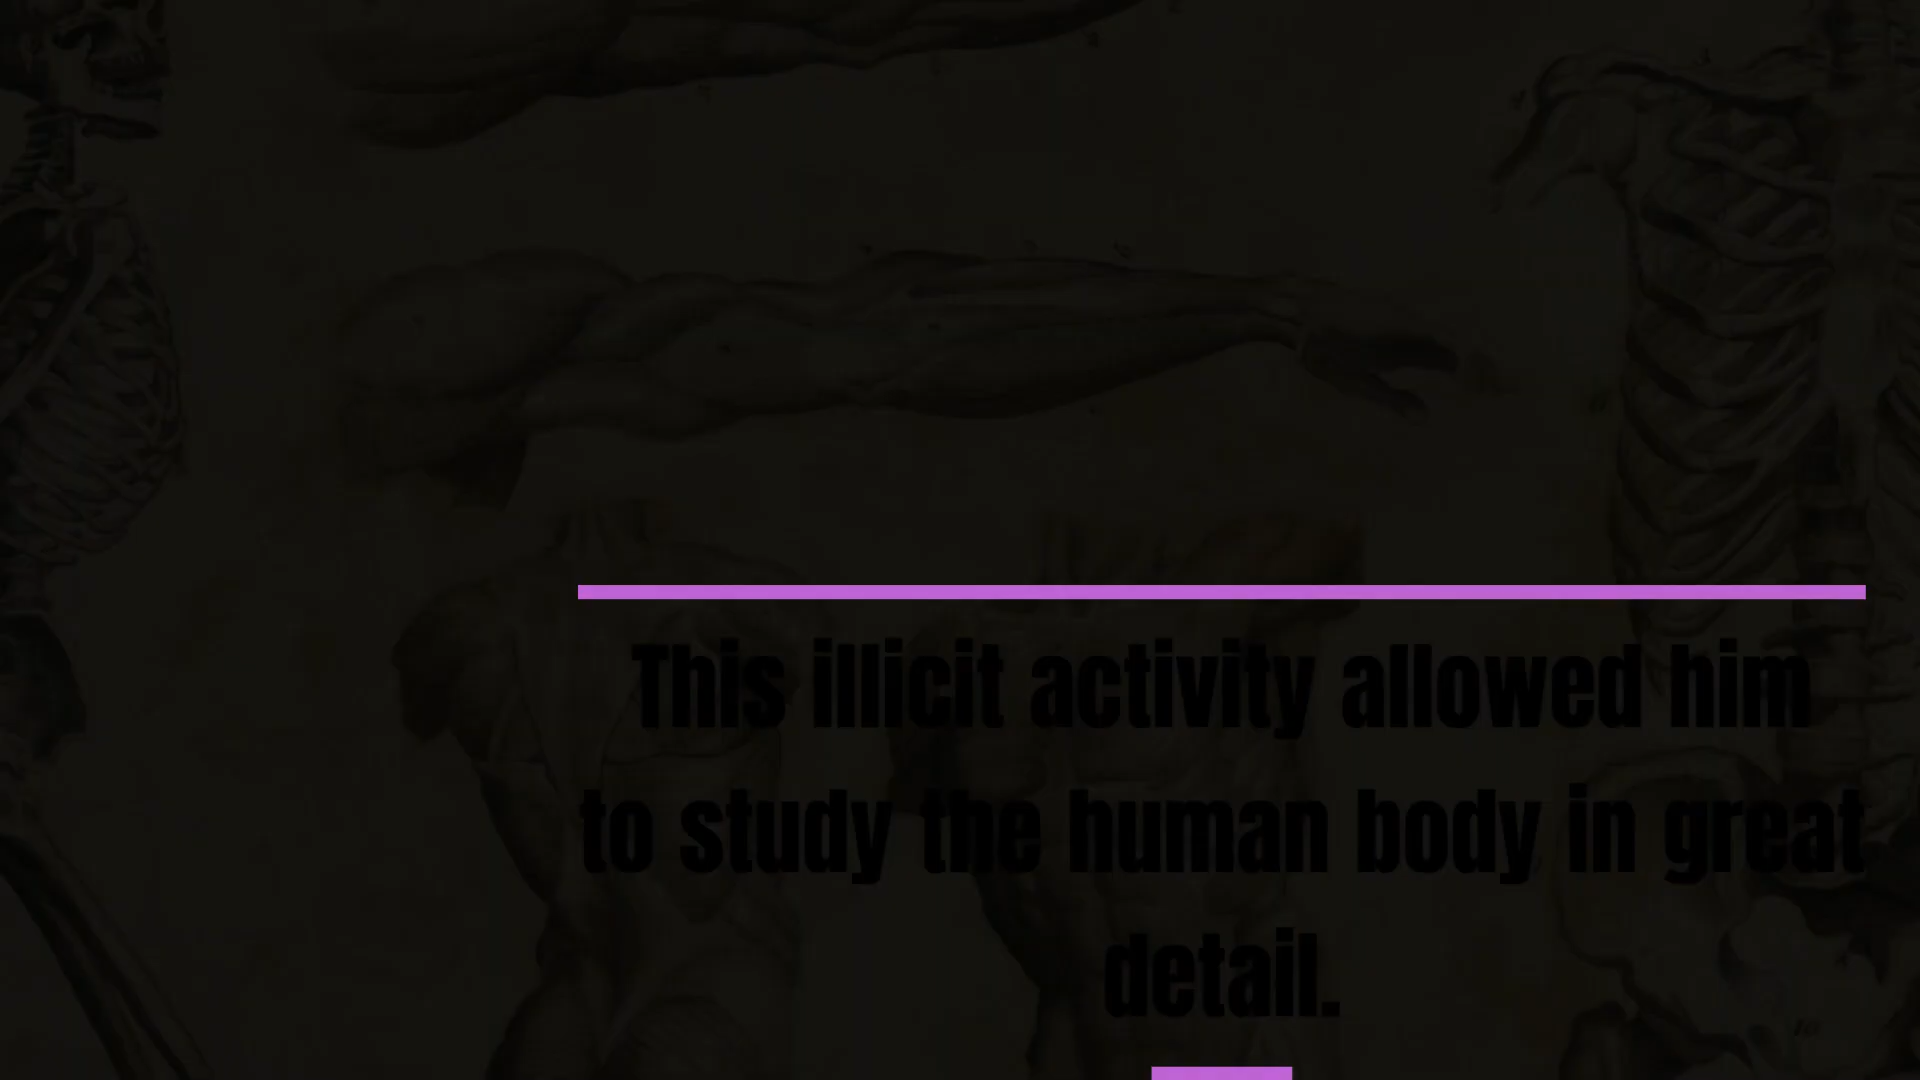 This illicit activity allowed him
to study the human body in great
detail.